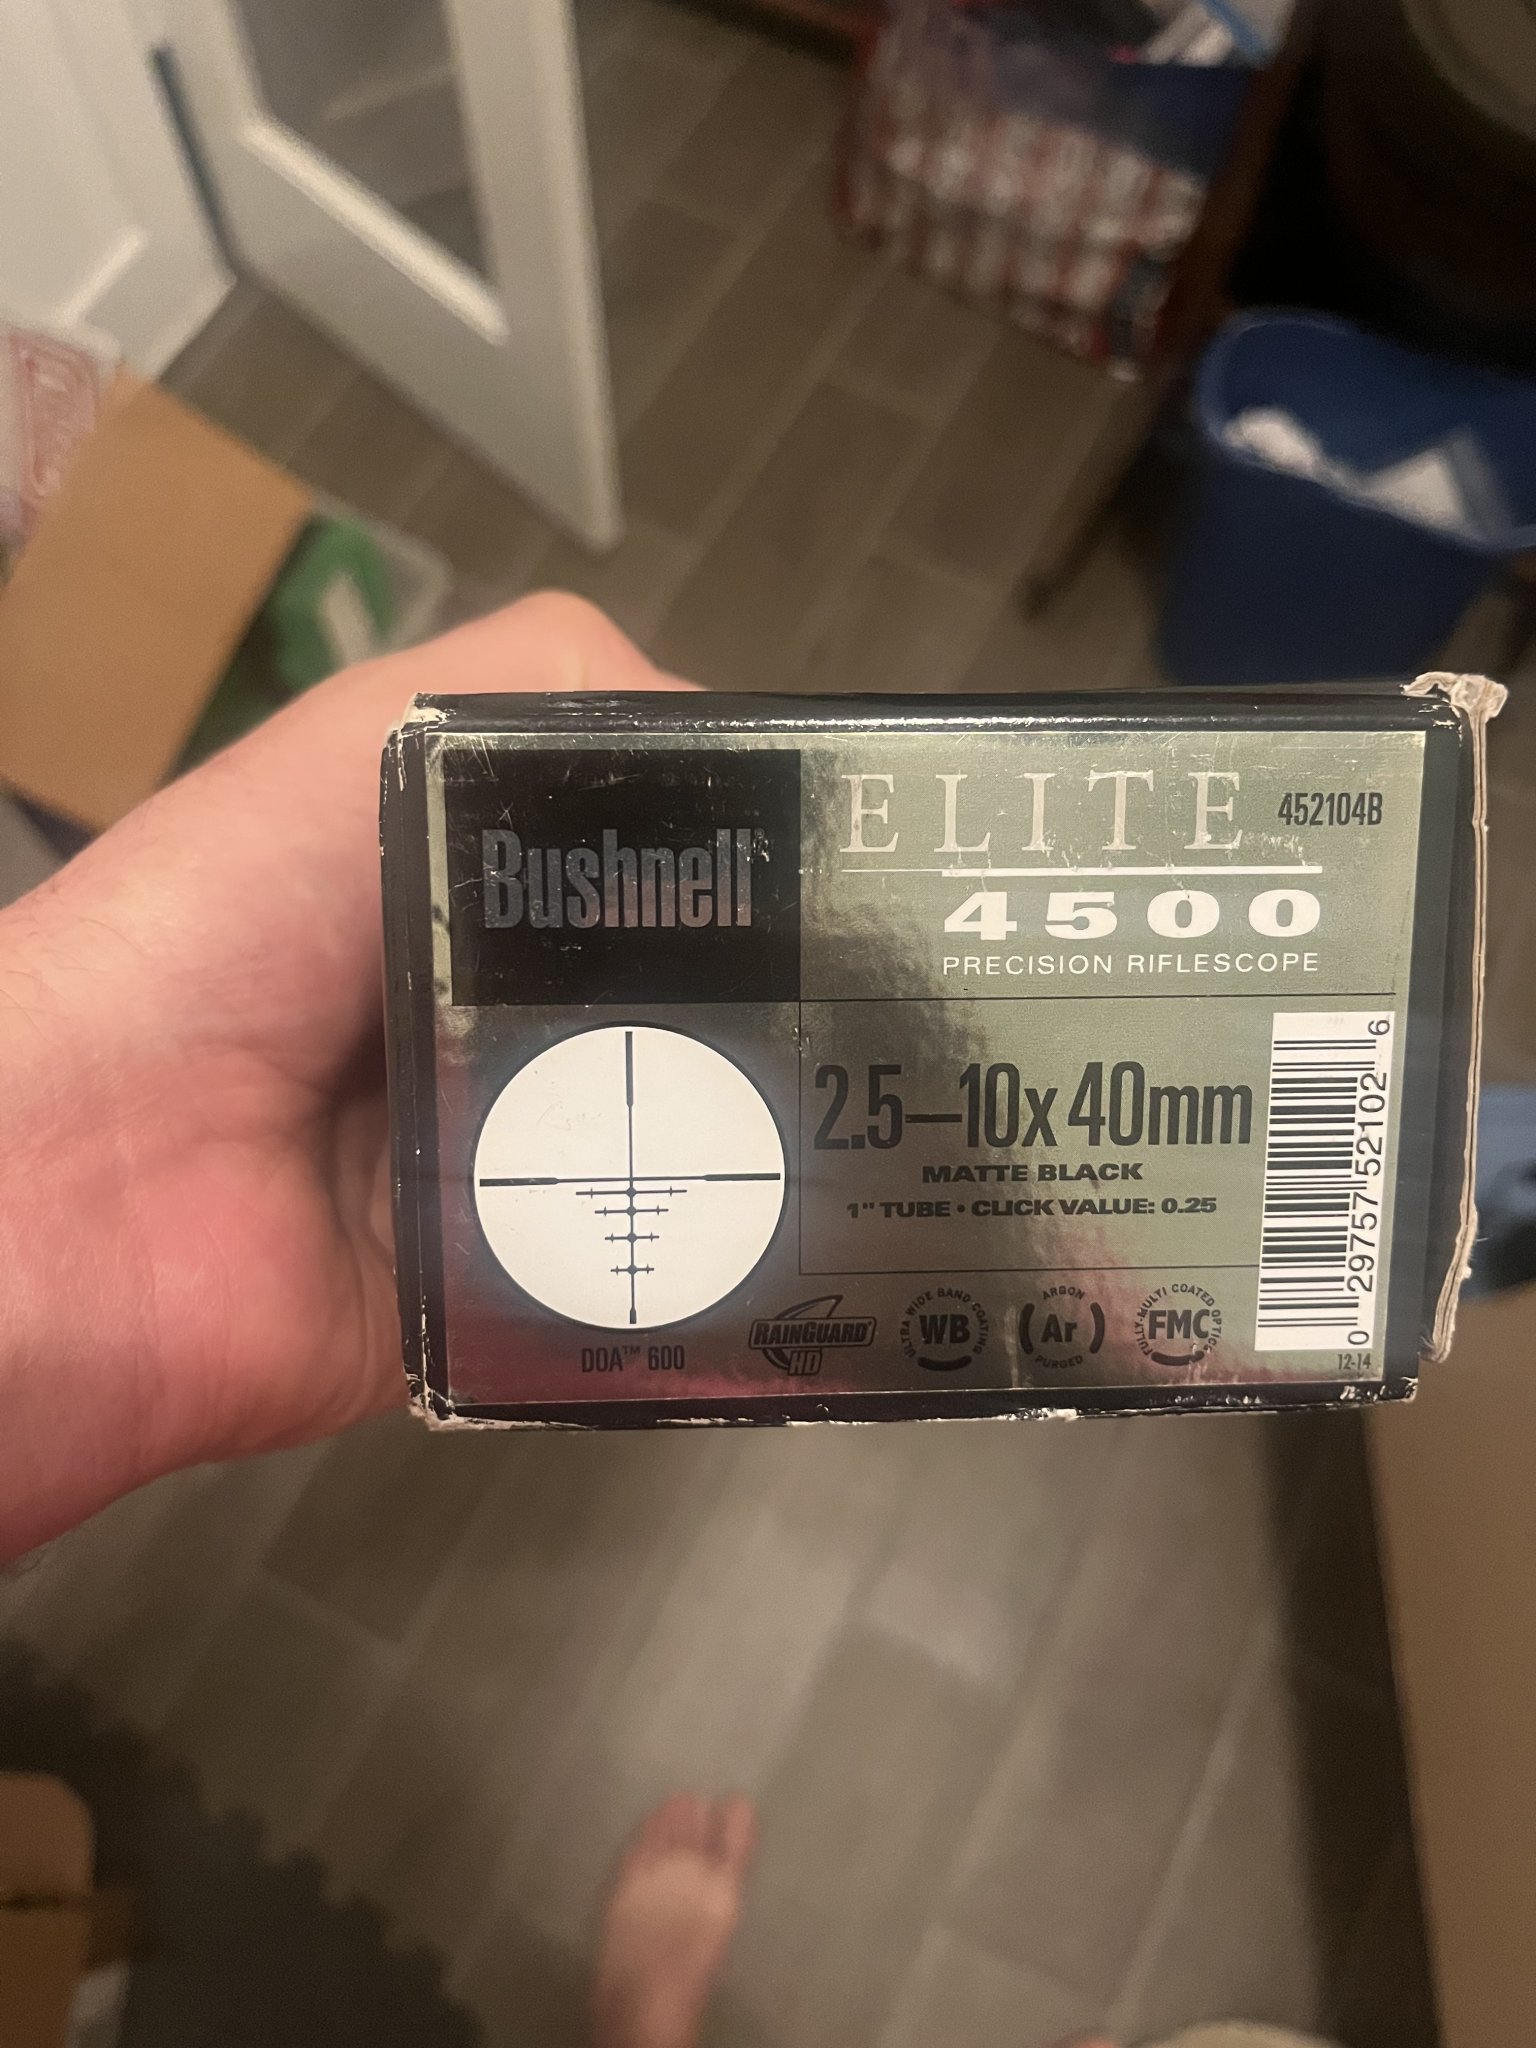 Bushnell®
ELITE 452104B
4500
PRECISION RIFLESCOPE
2.5–10x 40mm
MATTE BLACK
1" TUBE • CLICK VALUE: 0.25
DOA™ 600
RAINGUARD®
HD
ULTRA WIDE BAND COATING
WB
ARGON
Ar
PURGED
FULLY-MULTI COATED OPTICS
FMC
0 29757 52102 6
12-14